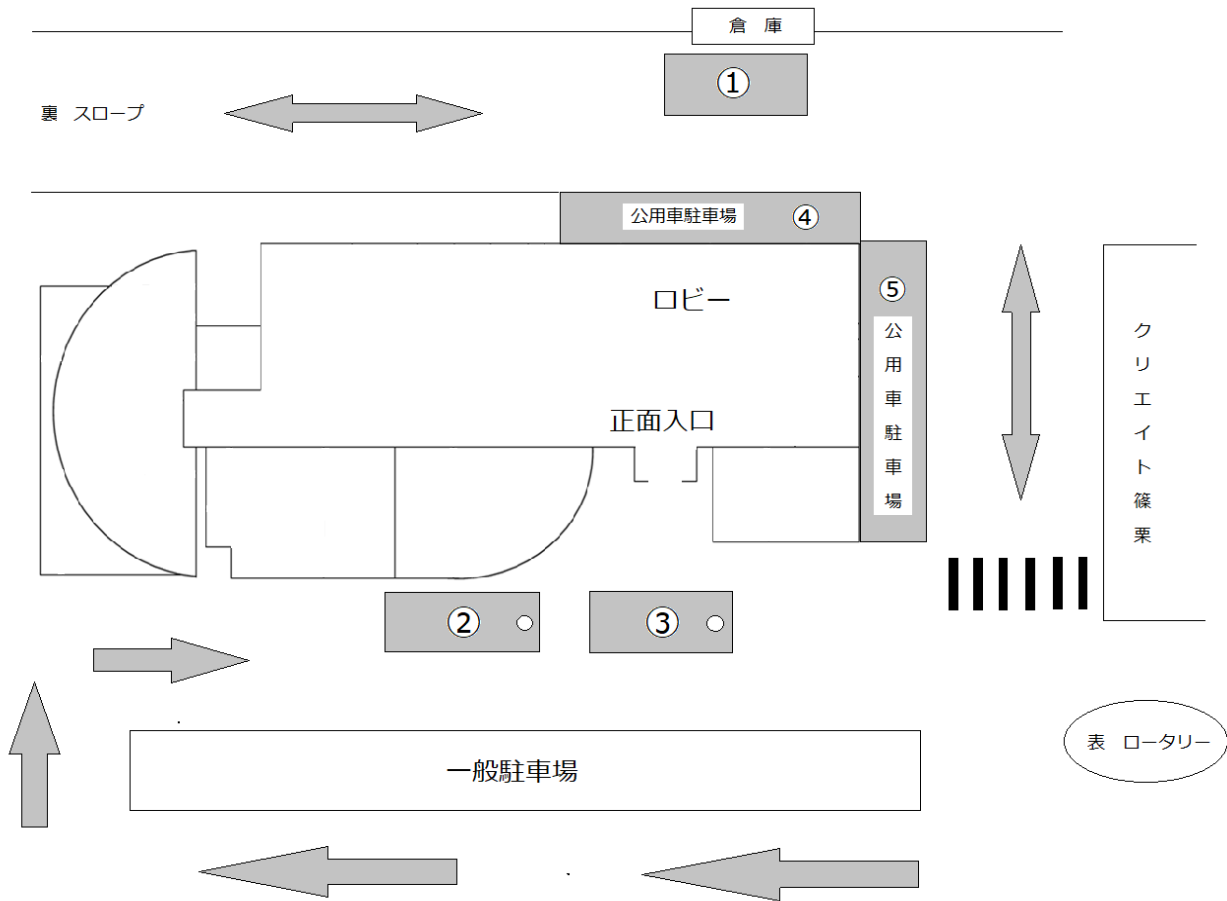 倉 庫
①
裏 スロープ
公用車駐車場 ④
ロビー
⑤
公用車駐車場
クリエイト篠栗
正面入口
②
③
表 ロータリー
一般駐車場